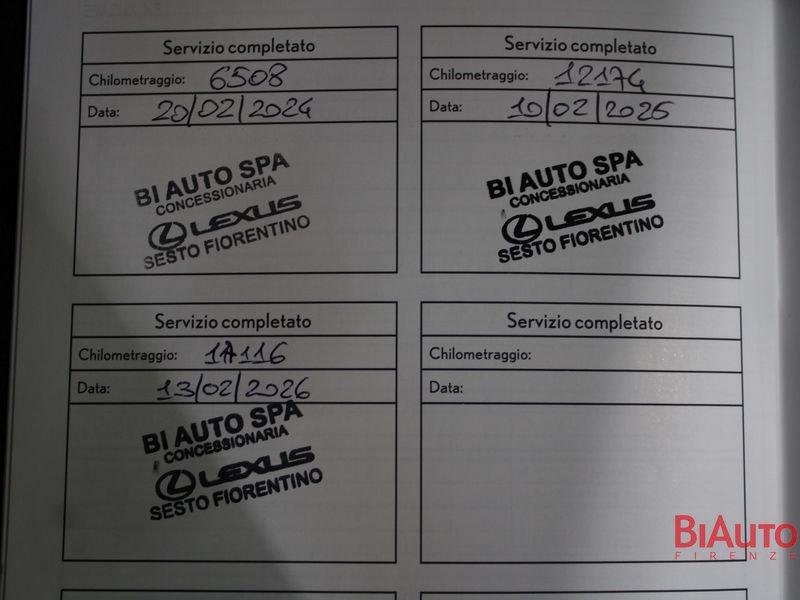 Servizio completato
Chilometraggio: 6508
Data: 20/02/2024
BI AUTO SPA
CONCESSIONARIA
LEXUS
SESTO FIORENTINO
Servizio completato
Chilometraggio: 12174
Data: 10/02/2025
BI AUTO SPA
CONCESSIONARIA
LEXUS
SESTO FIORENTINO
Servizio completato
Chilometraggio:
Data: 13/02/2026
BI AUTO SPA
CONCESSIONARIA
LEXUS
SESTO FIORENTINO
Servizio completato
Chilometraggio:
Data:
BIAUTO
FIRENZE